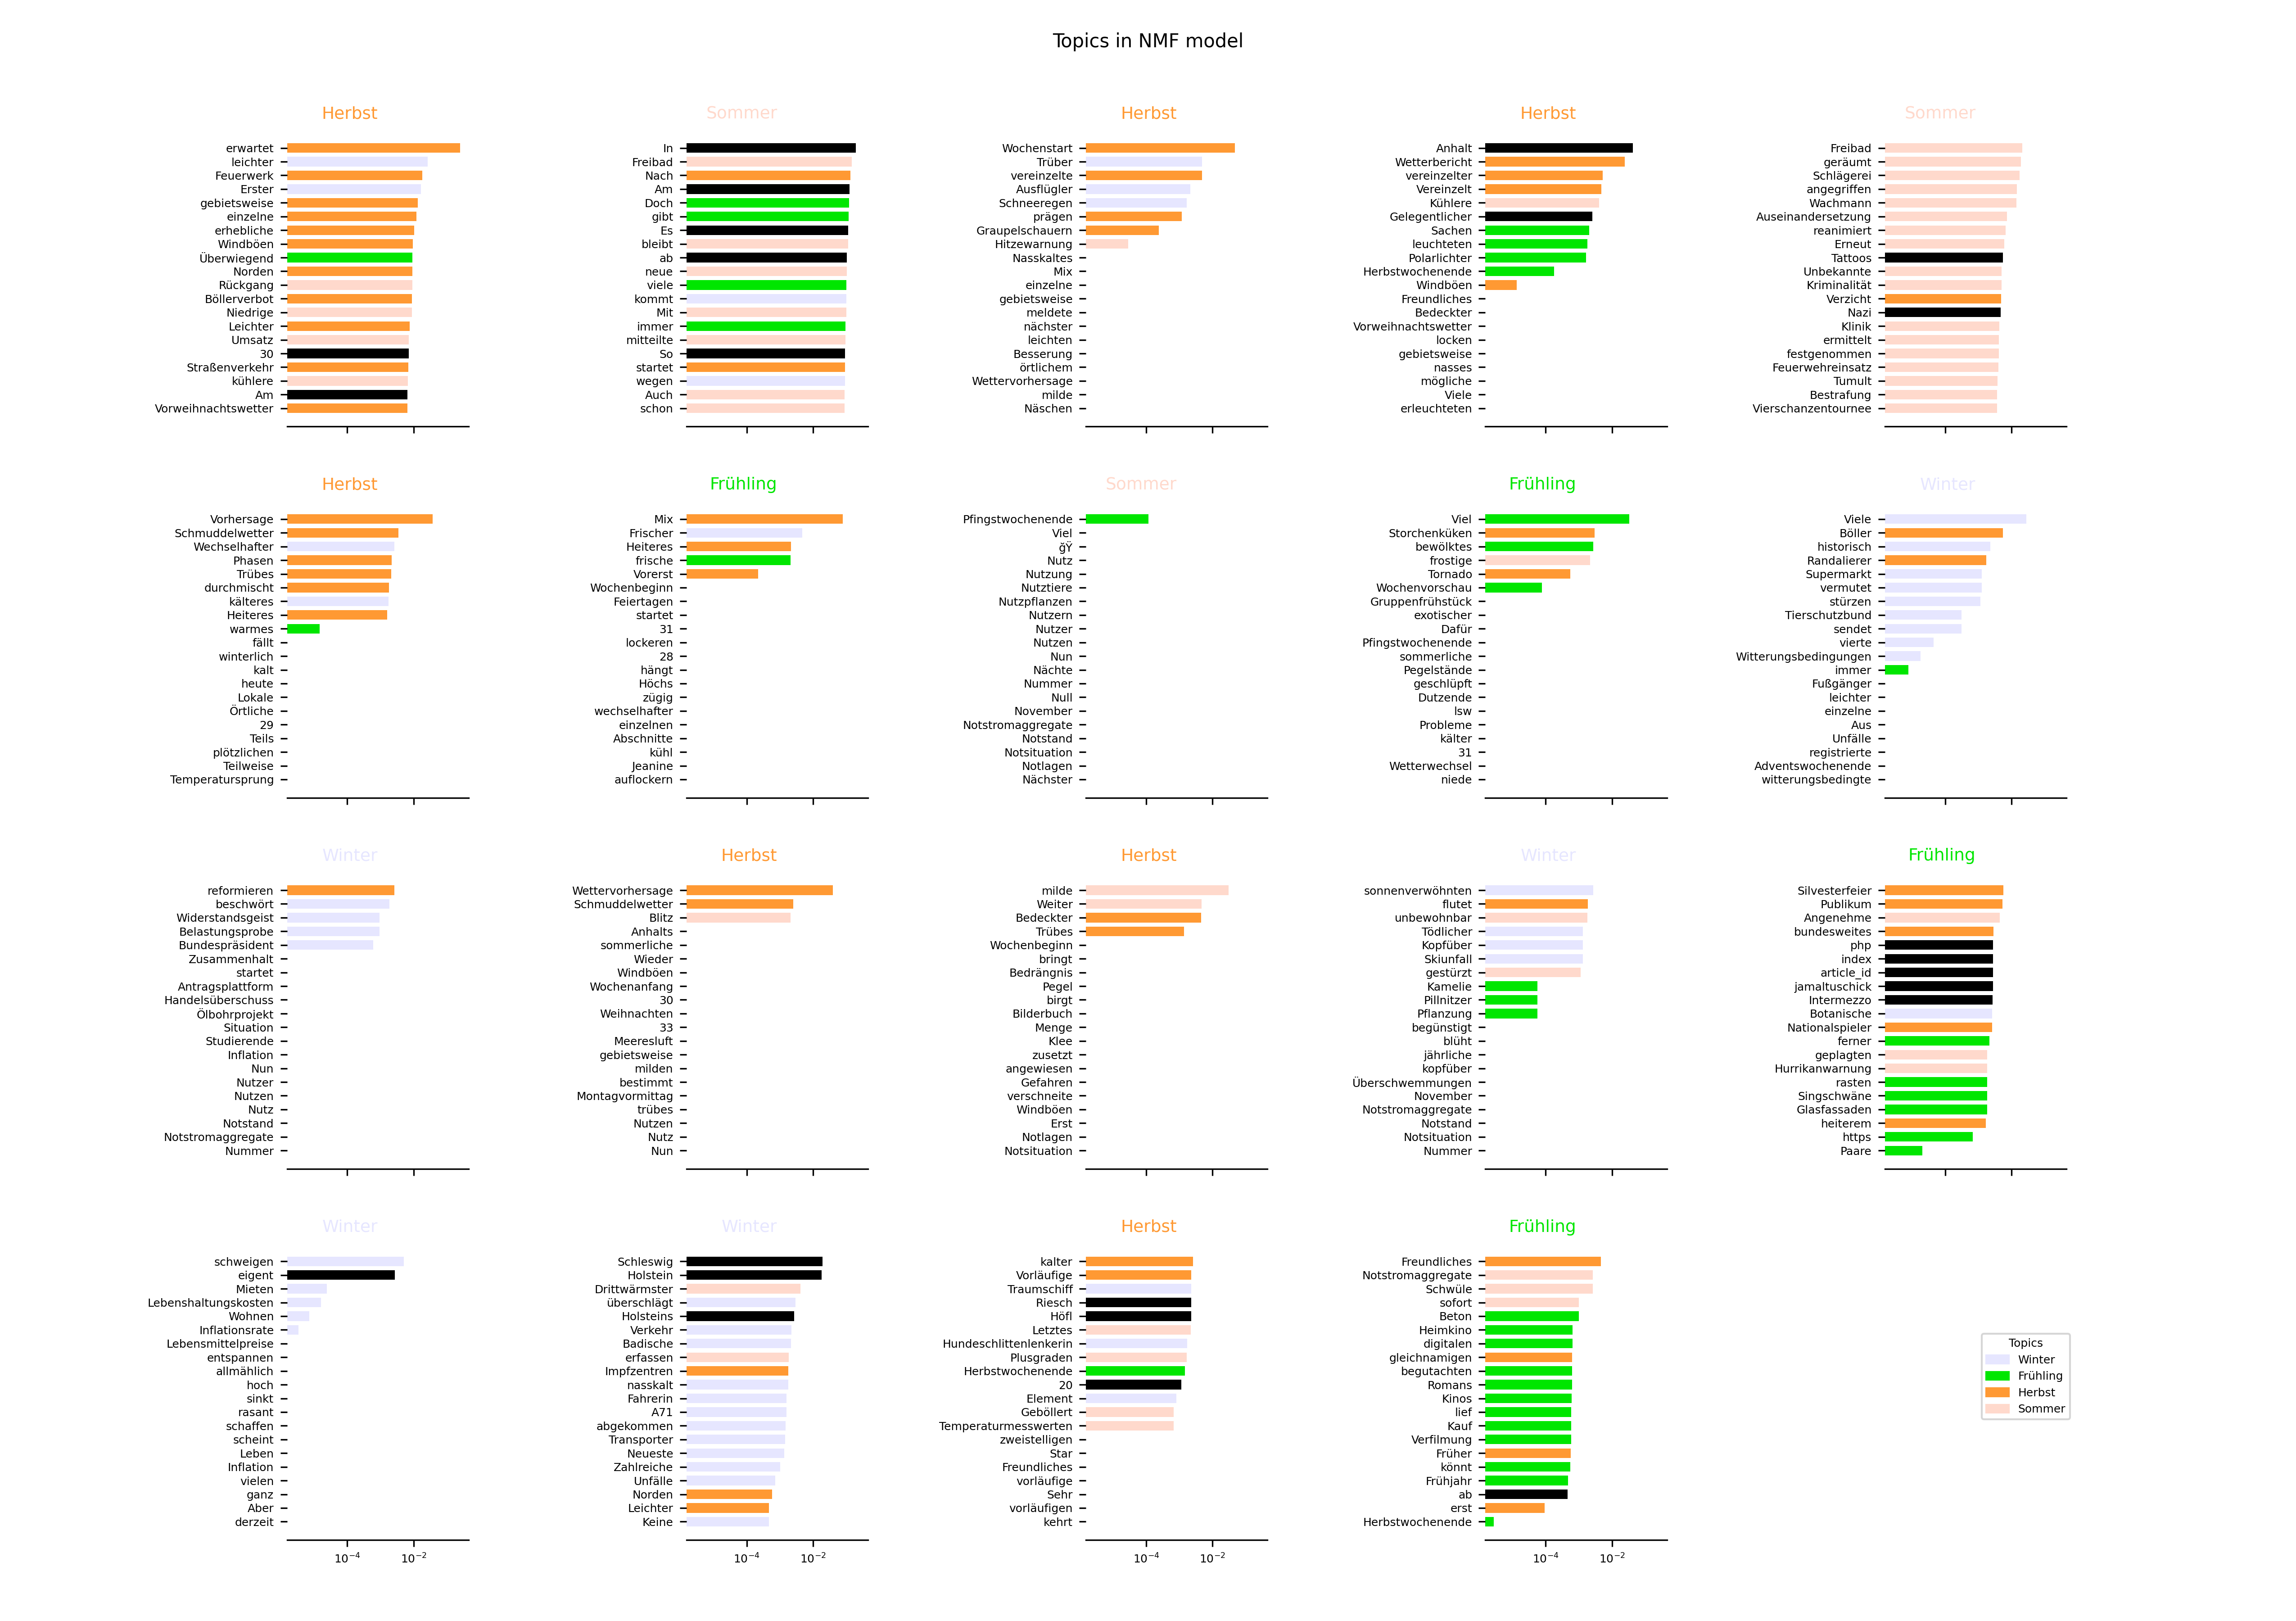 Topics in NMF model
Herbst
erwartet
leichter
Feuerwerk
Erster
gebietsweise
einzelne
erhebliche
Windböen
Überwiegend
Norden
Rückgang
Böllerverbot
Niedrige
Leichter
Umsatz
30
Straßenverkehr
kühlere
Am
Vorweihnachtswetter
Sommer
In
Freibad
Nach
Am
Doch
gibt
Es
bleibt
ab
neue
viele
kommt
Mit
immer
mitteilte
So
startet
wegen
Auch
schon
Herbst
Wochenstart
Trüber
vereinzelte
Ausflügler
Schneeregen
prägen
Graupelschauern
Hitzewarnung
Nasskaltes
Mix
einzelne
gebietsweise
meldete
nächster
leichten
Besserung
örtlichem
Wettervorhersage
milde
Näschen
Herbst
Anhalt
Wetterbericht
vereinzelter
Vereinzelt
Kühlere
Gelegentlicher
Sachen
leuchteten
Polarlichter
Herbstwochenende
Windböen
Freundliches
Bedeckter
Vorweihnachtswetter
locken
gebietsweise
nasses
mögliche
Viele
erleuchteten
Sommer
Freibad
geräumt
Schlägerei
angegriffen
Wachmann
Auseinandersetzung
reanimiert
Erneut
Tattoos
Unbekannte
Kriminalität
Verzicht
Nazi
Klinik
ermittelt
festgenommen
Feuerwehreinsatz
Tumult
Bestrafung
Vierschanzentournee
Herbst
Vorhersage
Schmuddelwetter
Wechselhafter
Phasen
Trübes
durchmischt
kälteres
Heiteres
warmes
fällt
winterlich
kalt
heute
Lokale
Örtliche
29
Teils
plötzlichen
Teilweise
Temperatursprung
Frühling
Mix
Frischer
Heiteres
frische
Vorerst
Wochenbeginn
Feiertagen
startet
31
lockeren
28
hängt
Höchs
zügig
wechselhafter
einzelnen
Abschnitte
kühl
Jeanine
auflockern
Sommer
Pfingstwochenende
Viel
ğŸ
Nutz
Nutzung
Nutztiere
Nutzpflanzen
Nutzern
Nutzer
Nutzen
Nun
Nächte
Nummer
Null
November
Notstromaggregate
Notstand
Notsituation
Notlagen
Nächster
Frühling
Viel
Storchenküken
bewölktes
frostige
Tornado
Wochenvorschau
Gruppenfrühstück
exotischer
Dafür
Pfingstwochenende
sommerliche
Pegelstände
geschlüpft
Dutzende
lsw
Probleme
kälter
31
Wetterwechsel
niede
Winter
Viele
Böller
historisch
Randalierer
Supermarkt
vermutet
stürzen
Tierschutzbund
sendet
vierte
Witterungsbedingungen
immer
Fußgänger
leichter
einzelne
Aus
Unfälle
registrierte
Adventswochenende
witterungsbedingte
Winter
reformieren
beschwört
Widerstandsgeist
Belastungsprobe
Bundespräsident
Zusammenhalt
startet
Antragsplattform
Handelsüberschuss
Ölbohrprojekt
Situation
Studierende
Inflation
Nun
Nutzer
Nutzen
Nutz
Notstand
Notstromaggregate
Nummer
Herbst
Wettervorhersage
Schmuddelwetter
Blitz
Anhalts
sommerliche
Wieder
Windböen
Wochenanfang
30
Weihnachten
33
Meeresluft
gebietsweise
milden
bestimmt
Montagvormittag
trübes
Nutzen
Nutz
Nun
Herbst
milde
Weiter
Bedeckter
Trübes
Wochenbeginn
bringt
Bedrängnis
Pegel
birgt
Bilderbuch
Menge
Klee
zusetzt
angewiesen
Gefahren
verschneite
Windböen
Erst
Notlagen
Notsituation
Winter
sonnenverwöhnten
flutet
unbewohnbar
Tödlicher
Kopfüber
Skiunfall
gestürzt
Kamelie
Pillnitzer
Pflanzung
begünstigt
blüht
jährliche
kopfüber
Überschwemmungen
November
Notstromaggregate
Notstand
Notsituation
Nummer
Frühling
Silvesterfeier
Publikum
Angenehme
bundesweites
php
index
article_id
jamaltuschick
Intermezzo
Botanische
Nationalspieler
ferner
geplagten
Hurrikanwarnung
rasten
Singschwäne
Glasfassaden
heiterem
https
Paare
Winter
schweigen
eigent
Mieten
Lebenshaltungskosten
Wohnen
Inflationsrate
Lebensmittelpreise
entspannen
allmählich
hoch
sinkt
rasant
schaffen
scheint
Leben
Inflation
vielen
ganz
Aber
derzeit
10⁻⁴ 10⁻²
Winter
Schleswig
Holstein
Drittwärmster
überschlägt
Holsteins
Verkehr
Badische
erfassen
Impfzentren
nasskalt
Fahrerin
A71
abgekommen
Transporter
Neueste
Zahlreiche
Unfälle
Norden
Leichter
Keine
10⁻⁴ 10⁻²
Herbst
kalter
Vorläufige
Traumschiff
Riesch
Höfl
Letztes
Hundeschlittenlenkerin
Plusgraden
Herbstwochenende
20
Element
Geböllert
Temperaturmesswerten
zweistelligen
Star
Freundliches
vorläufige
Sehr
vorläufigen
kehrt
10⁻⁴ 10⁻²
Frühling
Freundliches
Notstromaggregate
Schwüle
sofort
Beton
Heimkino
digitalen
gleichnamigen
begutachten
Romans
Kinos
lief
Kauf
Verfilmung
Früher
könnt
Frühjahr
ab
erst
Herbstwochenende
10⁻⁴ 10⁻²
Topics
Winter
Frühling
Herbst
Sommer